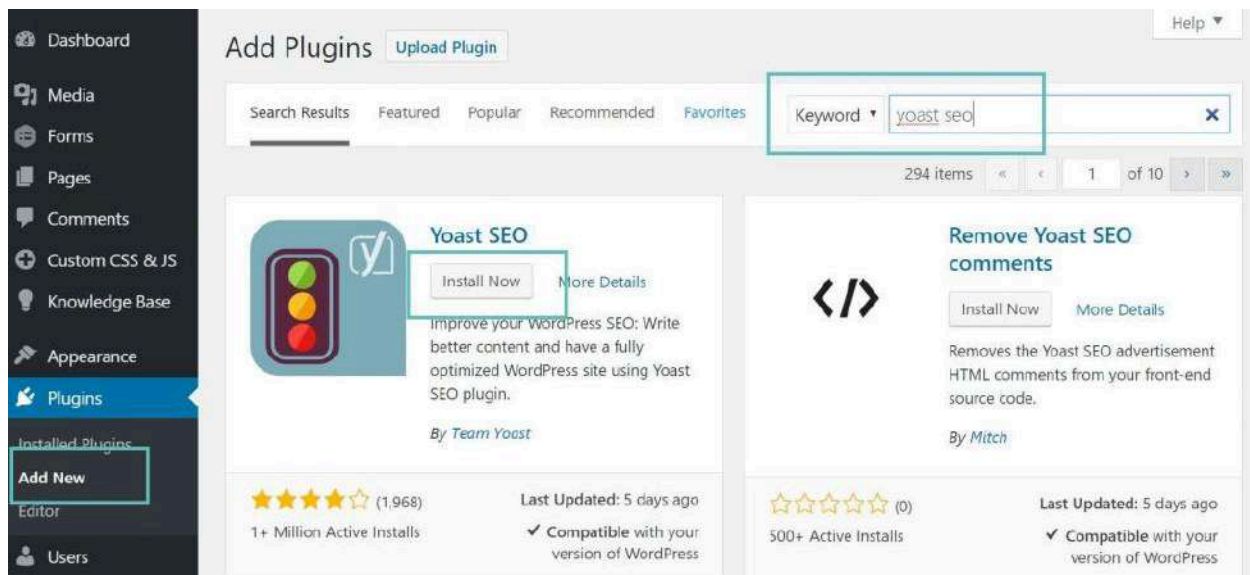 Help ▼
Dashboard
Media
Forms
Pages
Comments
Custom CSS & JS
Knowledge Base
Appearance
Plugins
Installed Plugins
Add New
Editor
Users
Add Plugins Upload Plugin
Search Results Featured Popular Recommended Favorites Keyword ▼ yoast seo ×
294 items « ‹ 1 of 10 › »
Yoast SEO
Install Now More Details
Improve your WordPress SEO: Write
better content and have a fully
optimized WordPress site using Yoast
SEO plugin.
By Team Yoast
(1,968)
1+ Million Active Installs
Last Updated: 5 days ago
✓ Compatible with your
version of WordPress
y
</>
Remove Yoast SEO
comments
Install Now More Details
Removes the Yoast SEO advertisement
HTML comments from your front-end
source code.
By Mitch
(0)
500+ Active Installs
Last Updated: 5 days ago
✓ Compatible with your
version of WordPress